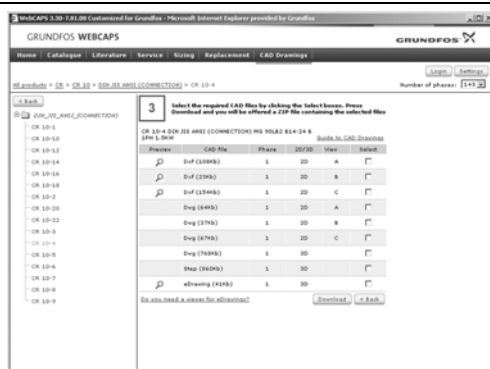 WebCAPS 3.30-7.01.00 Customized for Grundfos - Microsoft Internet Explorer provided by Grundfos
GRUNDFOS WEBCAPS
GRUNDFOS
Home Catalogue Literature Service Sizing Replacement CAD Drawings
Login Settings
All products > CR > CR 10 > DIN JIS ANSI (CONNECTION) > CR 10-4
Number of phases: 1+3
< Back
DIN_JIS_ANSI_(CONNECTION)
CR 10-1
CR 10-10
CR 10-12
CR 10-14
CR 10-16
CR 10-18
CR 10-2
CR 10-20
CR 10-22
CR 10-3
CR 10-4
CR 10-5
CR 10-6
CR 10-7
CR 10-8
CR 10-9
3
Select the required CAD files by clicking the Select boxes. Press
Download and you will be offered a ZIP file containing the selected files
CR 10-4 DIN JIS ANSI (CONNECTION) MG 90LB2 B14-24 B
1PH 1.5KW
Guide to CAD Drawings
Preview CAD file Phase 2D/3D View Select
Dxf (108Kb) 1 2D A
Dxf (23Kb) 1 2D B
Dxf (154Kb) 1 2D C
Dwg (64Kb) 1 2D A
Dwg (37Kb) 1 2D B
Dwg (67Kb) 1 2D C
Dwg (760Kb) 1 3D
Step (860Kb) 1 3D
eDrawing (41Kb) 1 3D
Do you need a viewer for eDrawings?
Download < Back